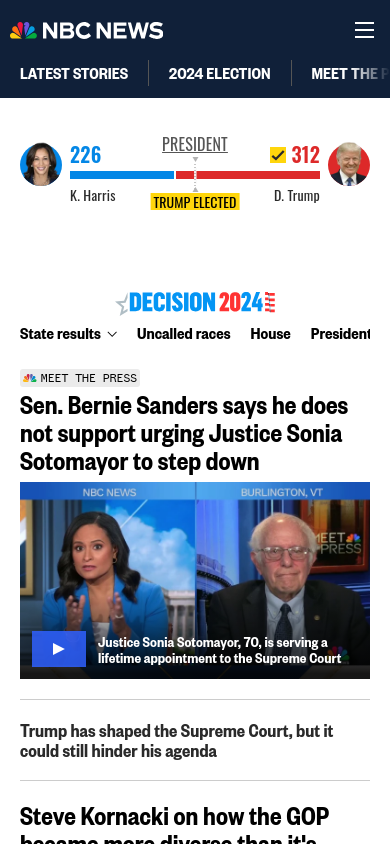 NBC NEWS
LATEST STORIES
2024 ELECTION
MEET THE P
PRESIDENT
226
312
K. Harris
D. Trump
TRUMP ELECTED
DECISION 2024
State results
Uncalled races
House
President
MEET THE PRESS
Sen. Bernie Sanders says he does
not support urging Justice Sonia
Sotomayor to step down
NBC NEWS
BURLINGTON, VT
MEET
PRESS
Justice Sonia Sotomayor, 70, is serving a
lifetime appointment to the Supreme Court
Trump has shaped the Supreme Court, but it
could still hinder his agenda
Steve Kornacki on how the GOP
became more diverse than it's